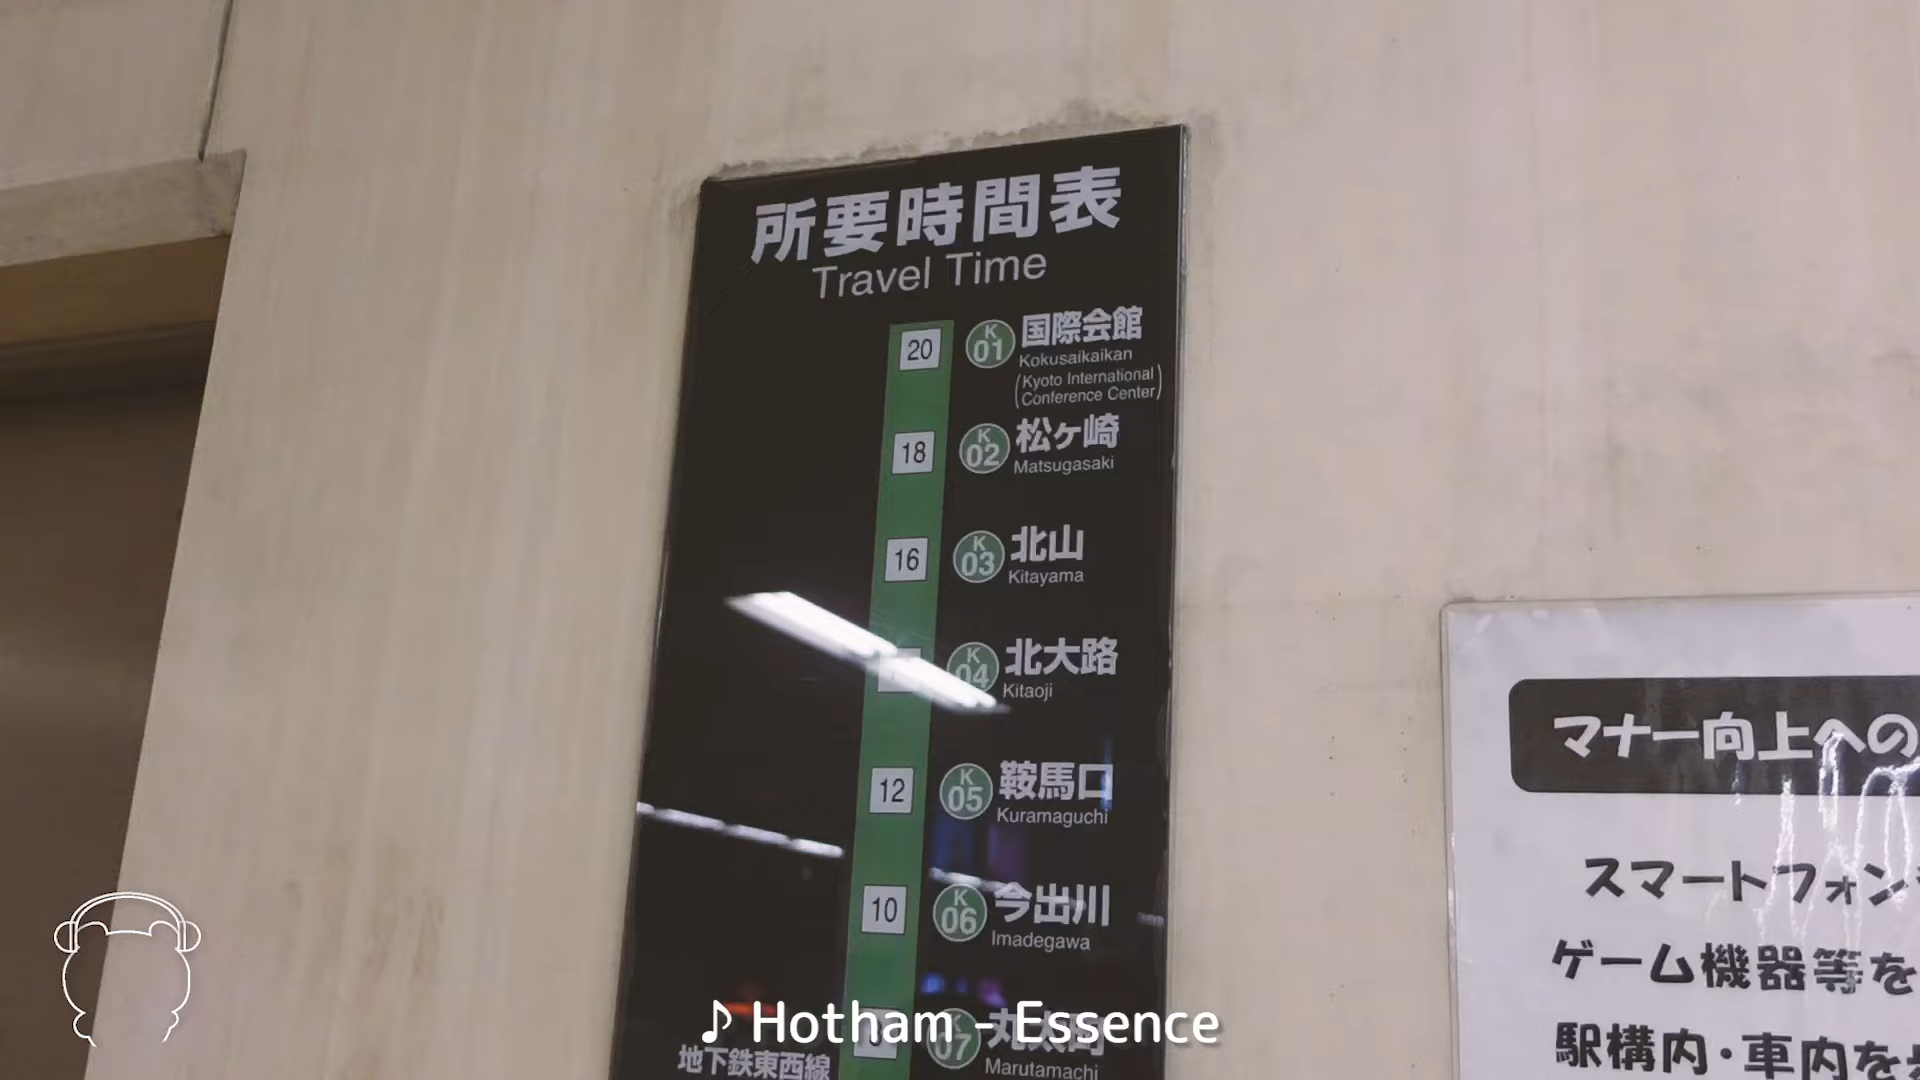 所要時間表
Travel Time
20 K 01 国際会館
Kokusaikaikan
(Kyoto International
Conference Center)
18 K 02 松ヶ崎
Matsugasaki
16 K 03 北山
Kitayama
K 04 北大路
Kitaoji
12 K 05 鞍馬口
Kuramaguchi
10 K 06 今出川
Imadegawa
K 07 丸太町
Marutamachi
地下鉄東西線
マナー向上への
スマートフォン
ゲーム機器等を
駅構内・車内を
♪ Hotham - Essence